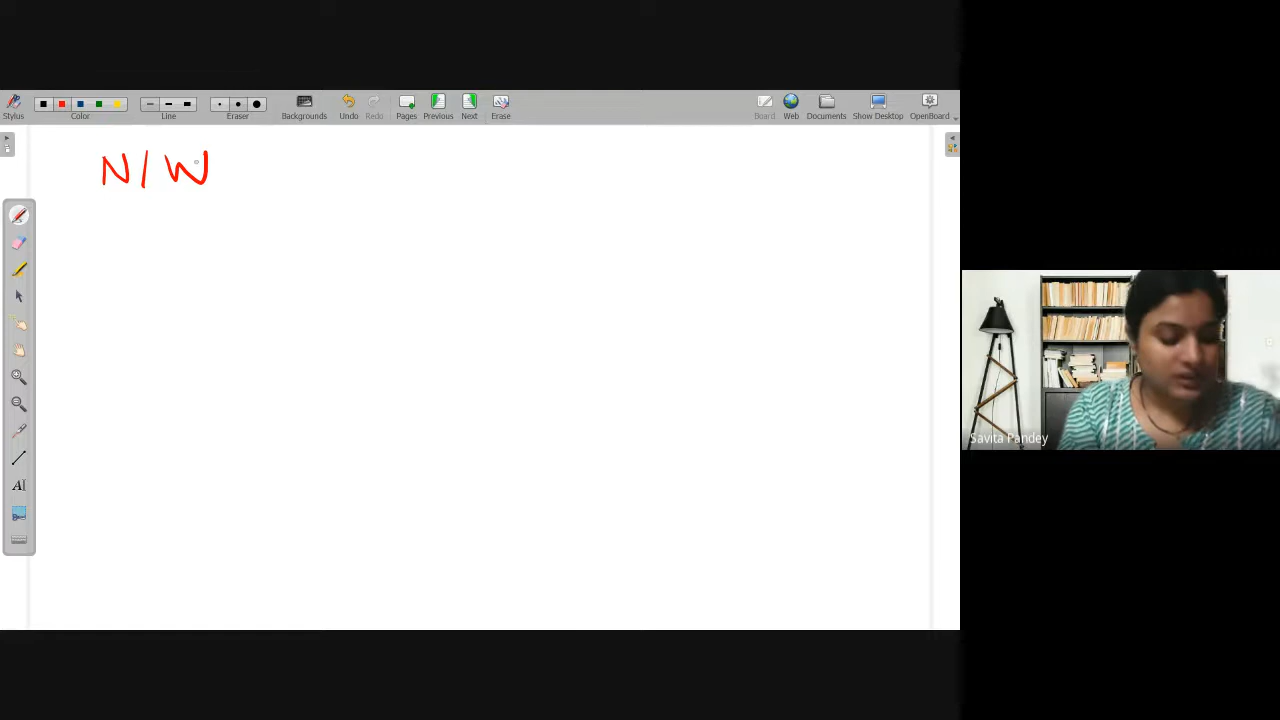 Stylus
Color
Line
Eraser
Backgrounds
Undo
Redo
Pages
Previous
Next
Erase
Board
Web
Documents
Show Desktop
OpenBoard
N/W
A
Savita Pandey